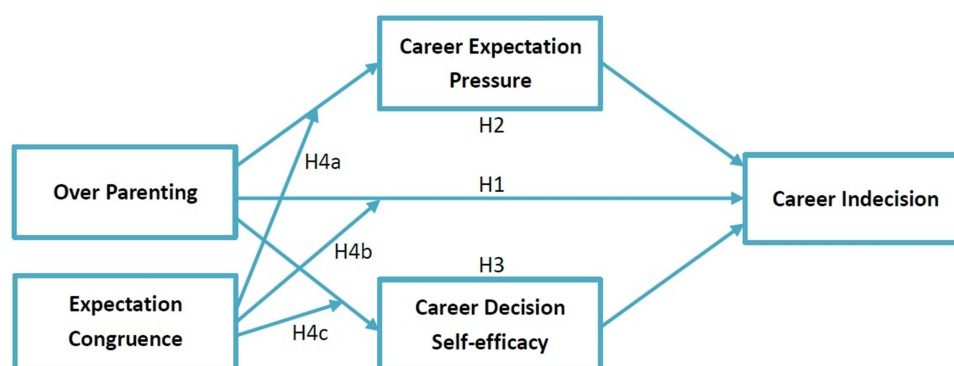 Career Expectation
Pressure
H2
H4a
Over Parenting
H1
Career Indecision
H4b
H3
Expectation
Congruence
H4c
Career Decision
Self-efficacy